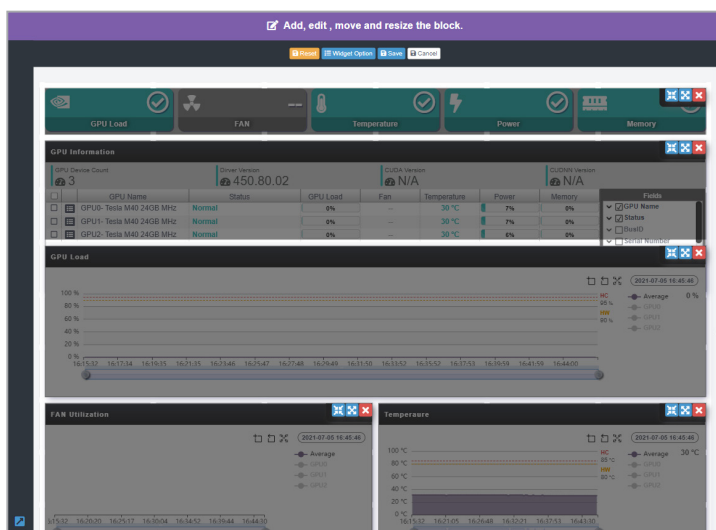 Add, edit , move and resize the block.
Reset Widget Option Save Cancel
GPU Load FAN Temperature Power Memory
--
GPU Information
GPU Device Count Driver Version CUDA Version CUDNN Version
3 450.80.02 N/A N/A
GPU Name Status GPU Load Fan Temperature Power Memory Fields
GPU0- Tesla M40 24GB MHz Normal 0% -- 30 °C 7% 0% GPU Name
GPU1- Tesla M40 24GB MHz Normal 0% -- 30 °C 7% 0% Status
GPU2- Tesla M40 24GB MHz Normal 0% -- 30 °C 6% 0% BusID
Serial Number
GPU Load
2021-07-05 16:45:46
100 % HC Average 0 %
80 % 95 % GPU0
60 % HW GPU1
40 % 90 % GPU2
20 %
0 %
16:15:32 16:17:34 16:19:35 16:21:33 16:23:46 16:25:47 16:27:48 16:29:49 16:31:50 16:33:52 16:35:52 16:37:53 16:39:59 16:41:59 16:44:00
FAN Utilization Temperaure
2021-07-05 16:45:46 2021-07-05 16:45:46
Average 100 °C HC Average 30 °C
GPU0 80 °C 95 °C GPU0
GPU1 60 °C HW GPU1
40 °C 90 °C GPU2
20 °C
0 °C
16:20:20 16:25:17 16:30:04 16:34:52 16:39:44 16:44:30 16:15:32 16:21:05 16:26:48 16:32:21 16:37:51 16:43:30